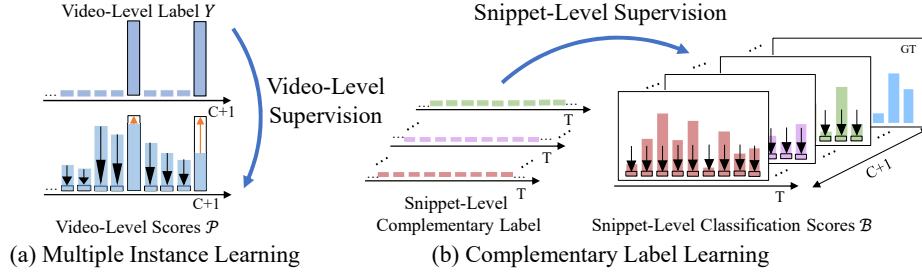 Video-Level Label Y
...
C+1
Video-Level
Supervision
...
C+1
Video-Level Scores P
(a) Multiple Instance Learning
Snippet-Level Supervision
...
...
T
...
...
T
...
...
T
Snippet-Level
Complementary Label
GT
...
...
...
C+1
T
Snippet-Level Classification Scores B
(b) Complementary Label Learning